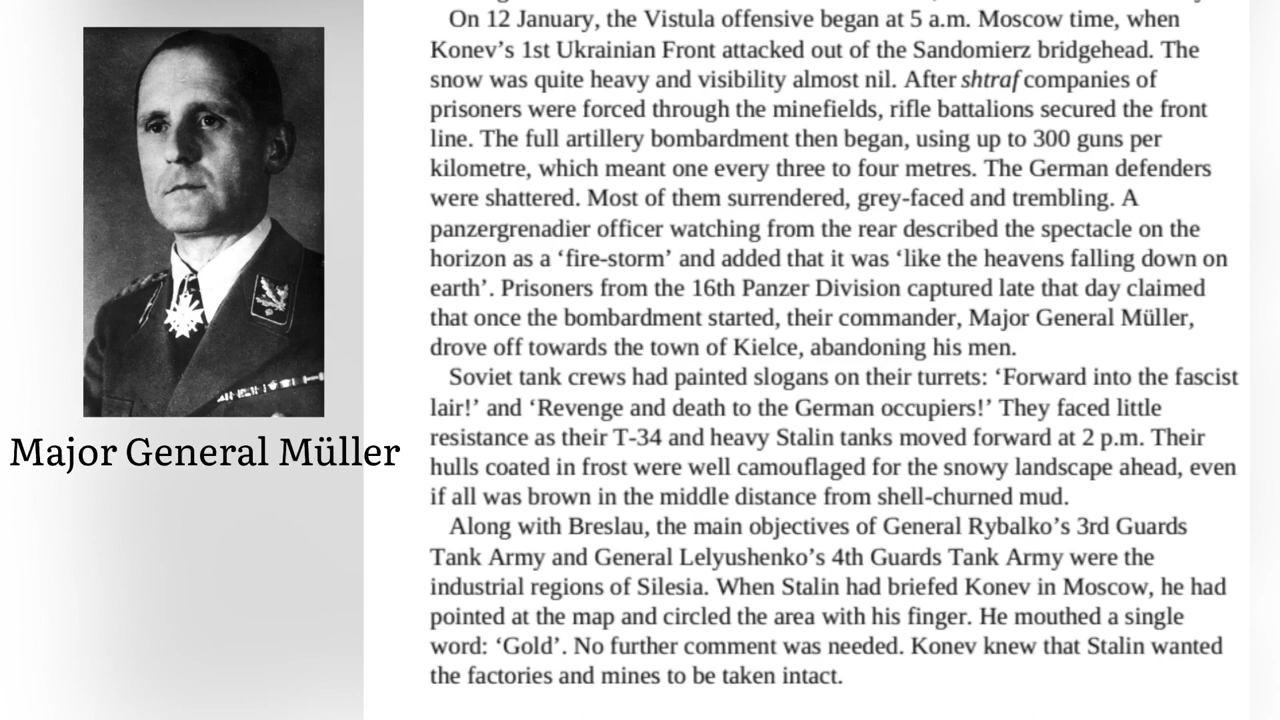 On 12 January, the Vistula offensive began at 5 a.m. Moscow time, when
Konev’s 1st Ukrainian Front attacked out of the Sandomierz bridgehead. The
snow was quite heavy and visibility almost nil. After shtraf companies of
prisoners were forced through the minefields, rifle battalions secured the front
line. The full artillery bombardment then began, using up to 300 guns per
kilometre, which meant one every three to four metres. The German defenders
were shattered. Most of them surrendered, grey-faced and trembling. A
panzergrenadier officer watching from the rear described the spectacle on the
horizon as a ‘fire-storm’ and added that it was ‘like the heavens falling down on
earth’. Prisoners from the 16th Panzer Division captured late that day claimed
that once the bombardment started, their commander, Major General Müller,
drove off towards the town of Kielce, abandoning his men.
Soviet tank crews had painted slogans on their turrets: ‘Forward into the fascist
lair!’ and ‘Revenge and death to the German occupiers!’ They faced little
resistance as their T-34 and heavy Stalin tanks moved forward at 2 p.m. Their
hulls coated in frost were well camouflaged for the snowy landscape ahead, even
if all was brown in the middle distance from shell-churned mud.
Along with Breslau, the main objectives of General Rybalko’s 3rd Guards
Tank Army and General Lelyushenko’s 4th Guards Tank Army were the
industrial regions of Silesia. When Stalin had briefed Konev in Moscow, he had
pointed at the map and circled the area with his finger. He mouthed a single
word: ‘Gold’. No further comment was needed. Konev knew that Stalin wanted
the factories and mines to be taken intact.
Major General Müller